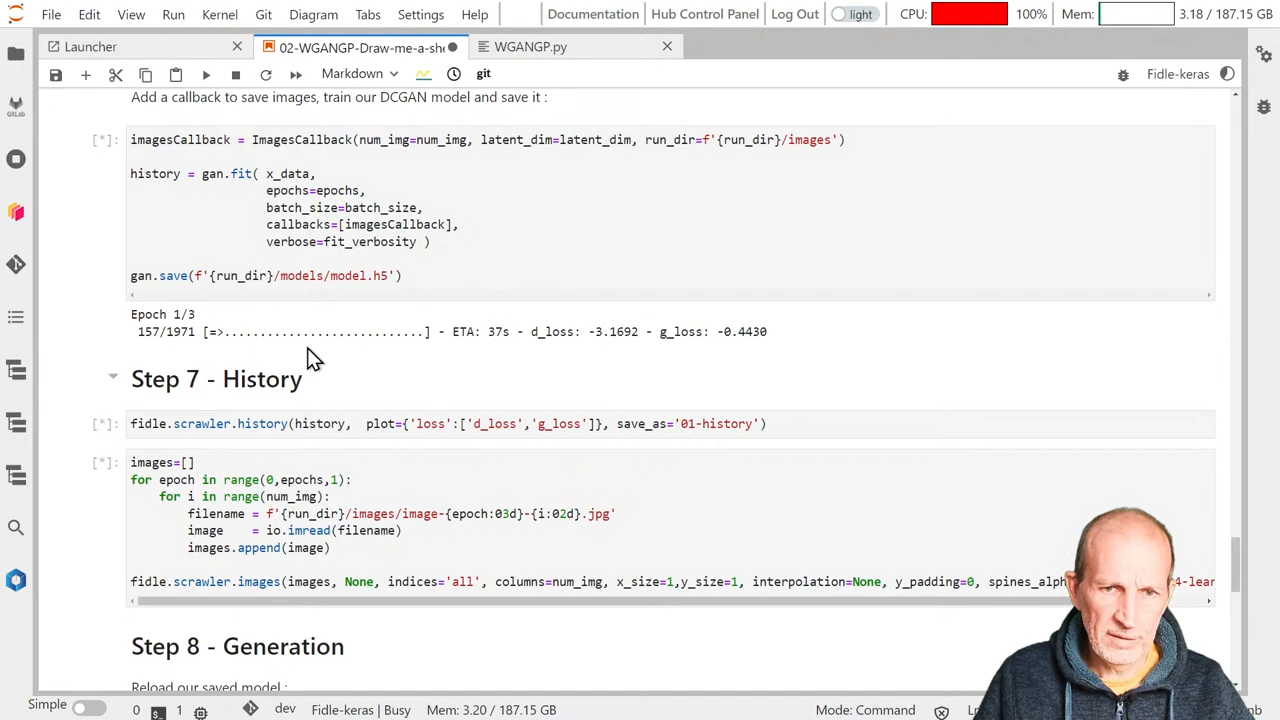 File Edit View Run Kernel Git Diagram Tabs Settings Help Documentation Hub Control Panel Log Out light CPU: 100% Mem: 3.18 / 187.15 GB
Launcher 02-WGANGP-Draw-me-a-she WGANGP.py
Markdown git Fidle-keras
Add a callback to save images, train our DCGAN model and save it :
[*]: imagesCallback = ImagesCallback(num_img=num_img, latent_dim=latent_dim, run_dir=f'{run_dir}/images')
history = gan.fit( x_data,
epochs=epochs,
batch_size=batch_size,
callbacks=[imagesCallback],
verbose=fit_verbosity )
gan.save(f'{run_dir}/models/model.h5')
Epoch 1/3
157/1971 [=>............................] - ETA: 37s - d_loss: -3.1692 - g_loss: -0.4430
Step 7 - History
[*]: fidle.scrawler.history(history, plot={'loss':['d_loss','g_loss']}, save_as='01-history')
[*]: images=[]
for epoch in range(0,epochs,1):
for i in range(num_img):
filename = f'{run_dir}/images/image-{epoch:03d}-{i:02d}.jpg'
image = io.imread(filename)
images.append(image)
fidle.scrawler.images(images, None, indices='all', columns=num_img, x_size=1,y_size=1, interpolation=None, y_padding=0, spines_alph 4-lear
Step 8 - Generation
Reload our saved model :
Simple 0 1 dev Fidle-keras | Busy Mem: 3.20 / 187.15 GB Mode: Command